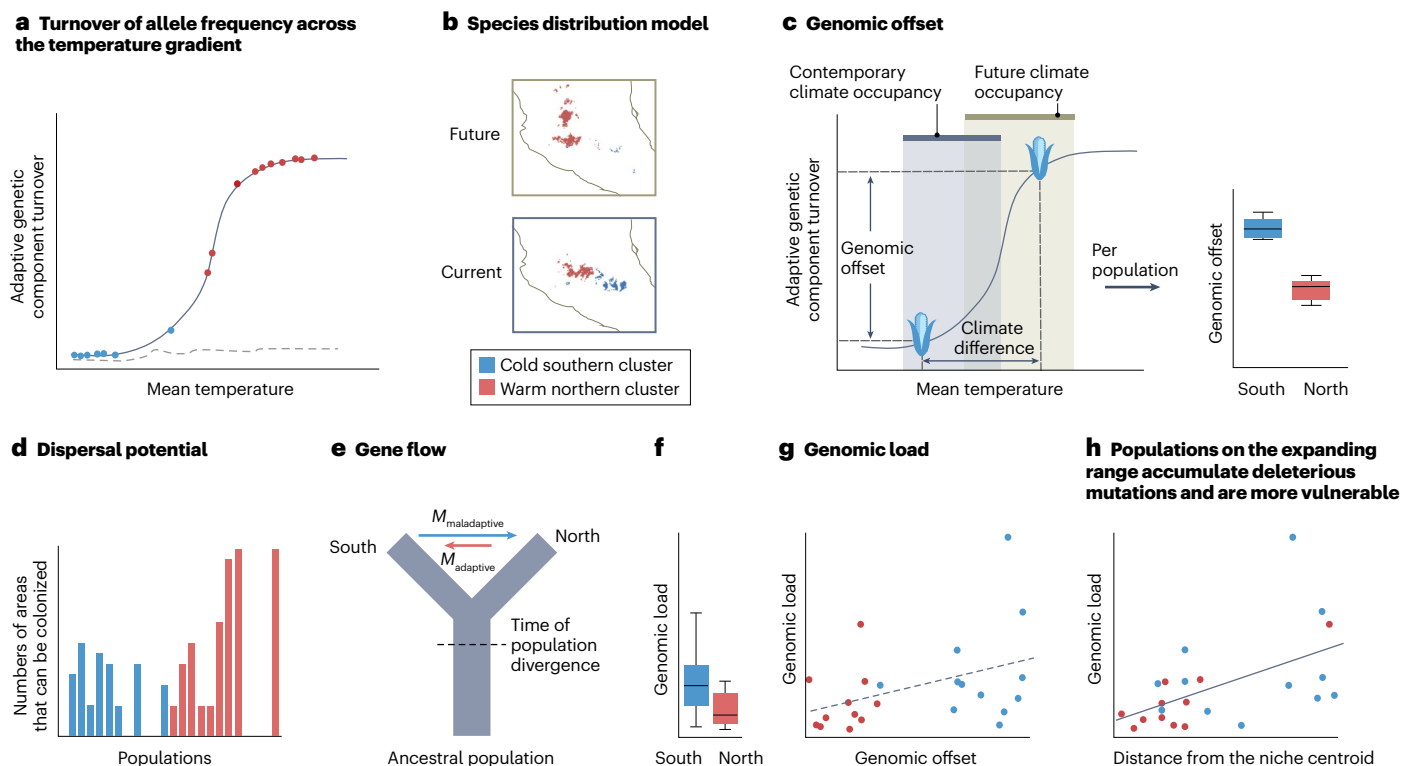 a Turnover of allele frequency across
the temperature gradient
Adaptive genetic
component turnover
Mean temperature
b Species distribution model
Future
Current
Cold southern cluster
Warm northern cluster
c Genomic offset
Contemporary
climate occupancy
Future climate
occupancy
Adaptive genetic
component turnover
Genomic
offset
Climate
difference
Mean temperature
Per
population
Genomic offset
South
North
d Dispersal potential
Numbers of areas
that can be colonized
Populations
e Gene flow
Mmaladaptive
South
North
Madaptive
Time of
population
divergence
Ancestral population
f
Genomic load
South
North
g Genomic load
Genomic load
Genomic offset
h Populations on the expanding
range accumulate deleterious
mutations and are more vulnerable
Genomic load
Distance from the niche centroid